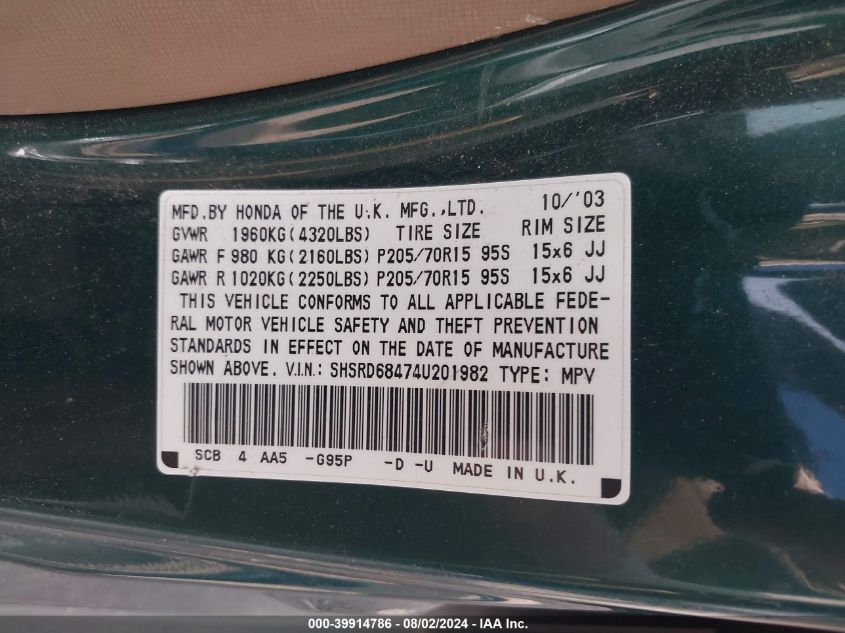 MFD.BY HONDA OF THE U.K. MFG.,LTD. 10/'03
GVWR 1960KG(4320LBS) TIRE SIZE RIM SIZE
GAWR F 980 KG(2160LBS) P205/70R15 95S 15x6 JJ
GAWR R 1020KG(2250LBS) P205/70R15 95S 15x6 JJ
THIS VEHICLE CONFORMS TO ALL APPLICABLE FEDE-
RAL MOTOR VEHICLE SAFETY AND THEFT PREVENTION
STANDARDS IN EFFECT ON THE DATE OF MANUFACTURE
SHOWN ABOVE. V.I.N: SHSRD68474U201982 TYPE: MPV
SCB 4 AA5 -G95P -D -U MADE IN U.K.
000-39914786 - 08/02/2024 - IAA Inc.